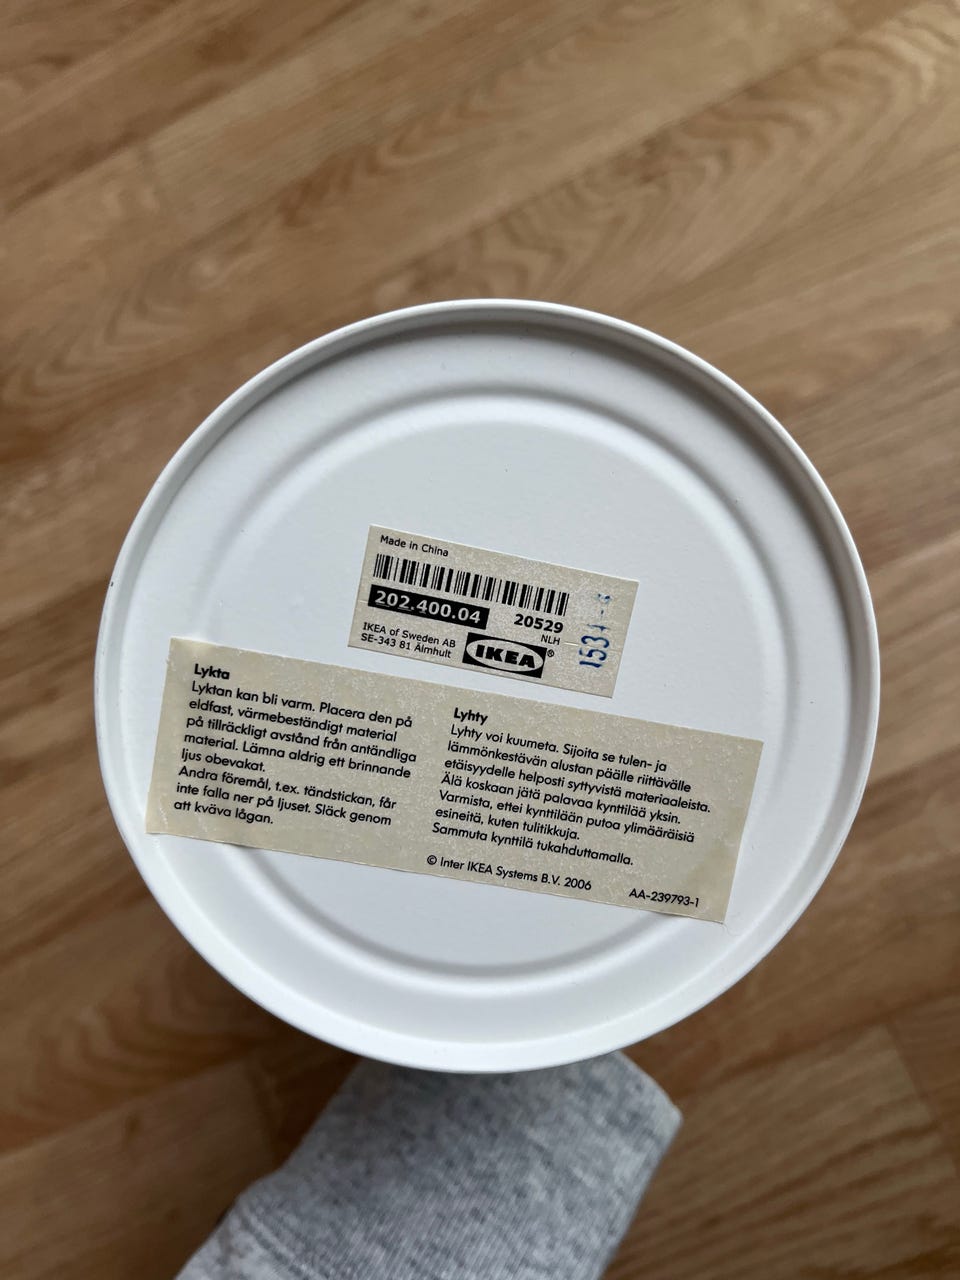 Made in China
202.400.04
20529
NLH
IKEA of Sweden AB
SE-343 81 Älmhult
IKEA®
Lykta
Lyktan kan bli varm. Placera den på
eldfast, värmebeständigt material
på tillräckligt avstånd från antändliga
material. Lämna aldrig ett brinnande
ljus obevakat.
Andra föremål, t.ex. tändstickan, får
inte falla ner på ljuset. Släck genom
att kväva lågan.
Lyhty
Lyhty voi kuumeta. Sijoita se tulen- ja
lämmönkestävän alustan päälle riittävälle
etäisyydelle helposti syttyvistä materiaaleista.
Älä koskaan jätä palavaa kynttilää yksin.
Varmista, ettei kynttilään putoa ylimääräisiä
esineitä, kuten tulitikkuja.
Sammuta kynttilä tukahduttamalla.
© Inter IKEA Systems B.V. 2006
AA-239793-1